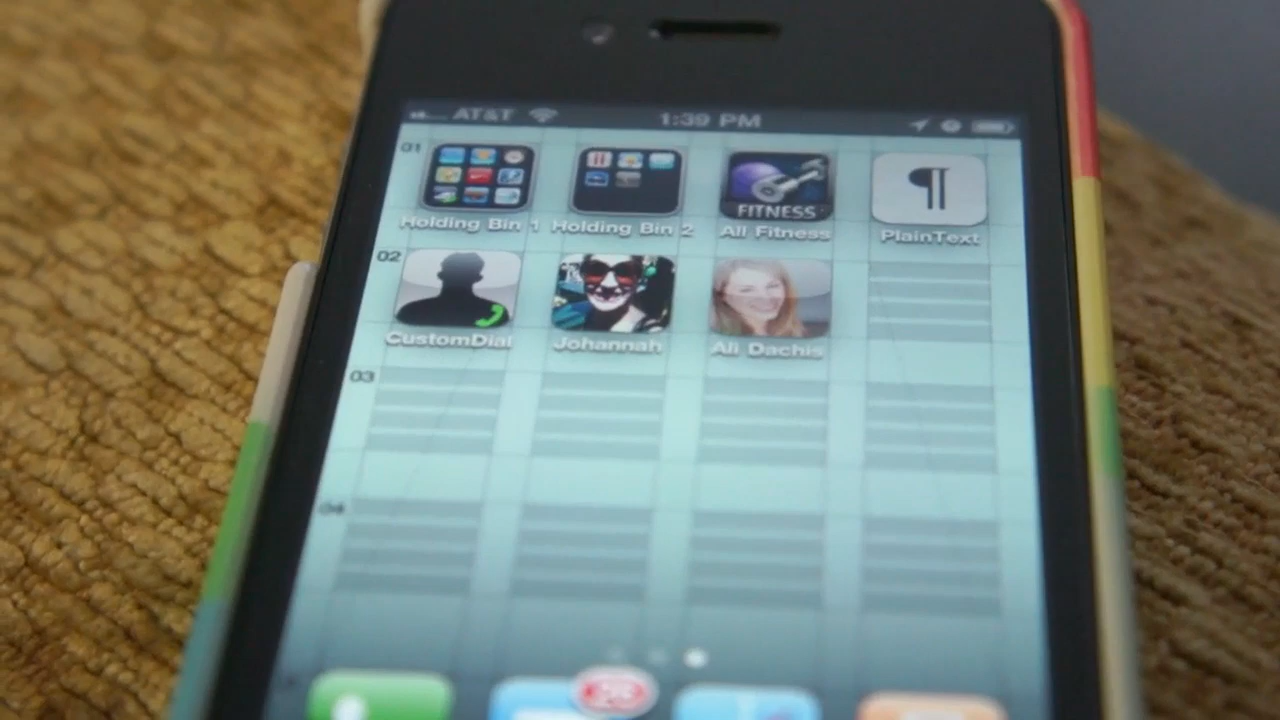 AT&T 1:39 PM
01
FITNESS
Holding Bin 1 Holding Bin 2 All Fitness PlainText
02
CustomDial Johannah Ali Dachis
03
04